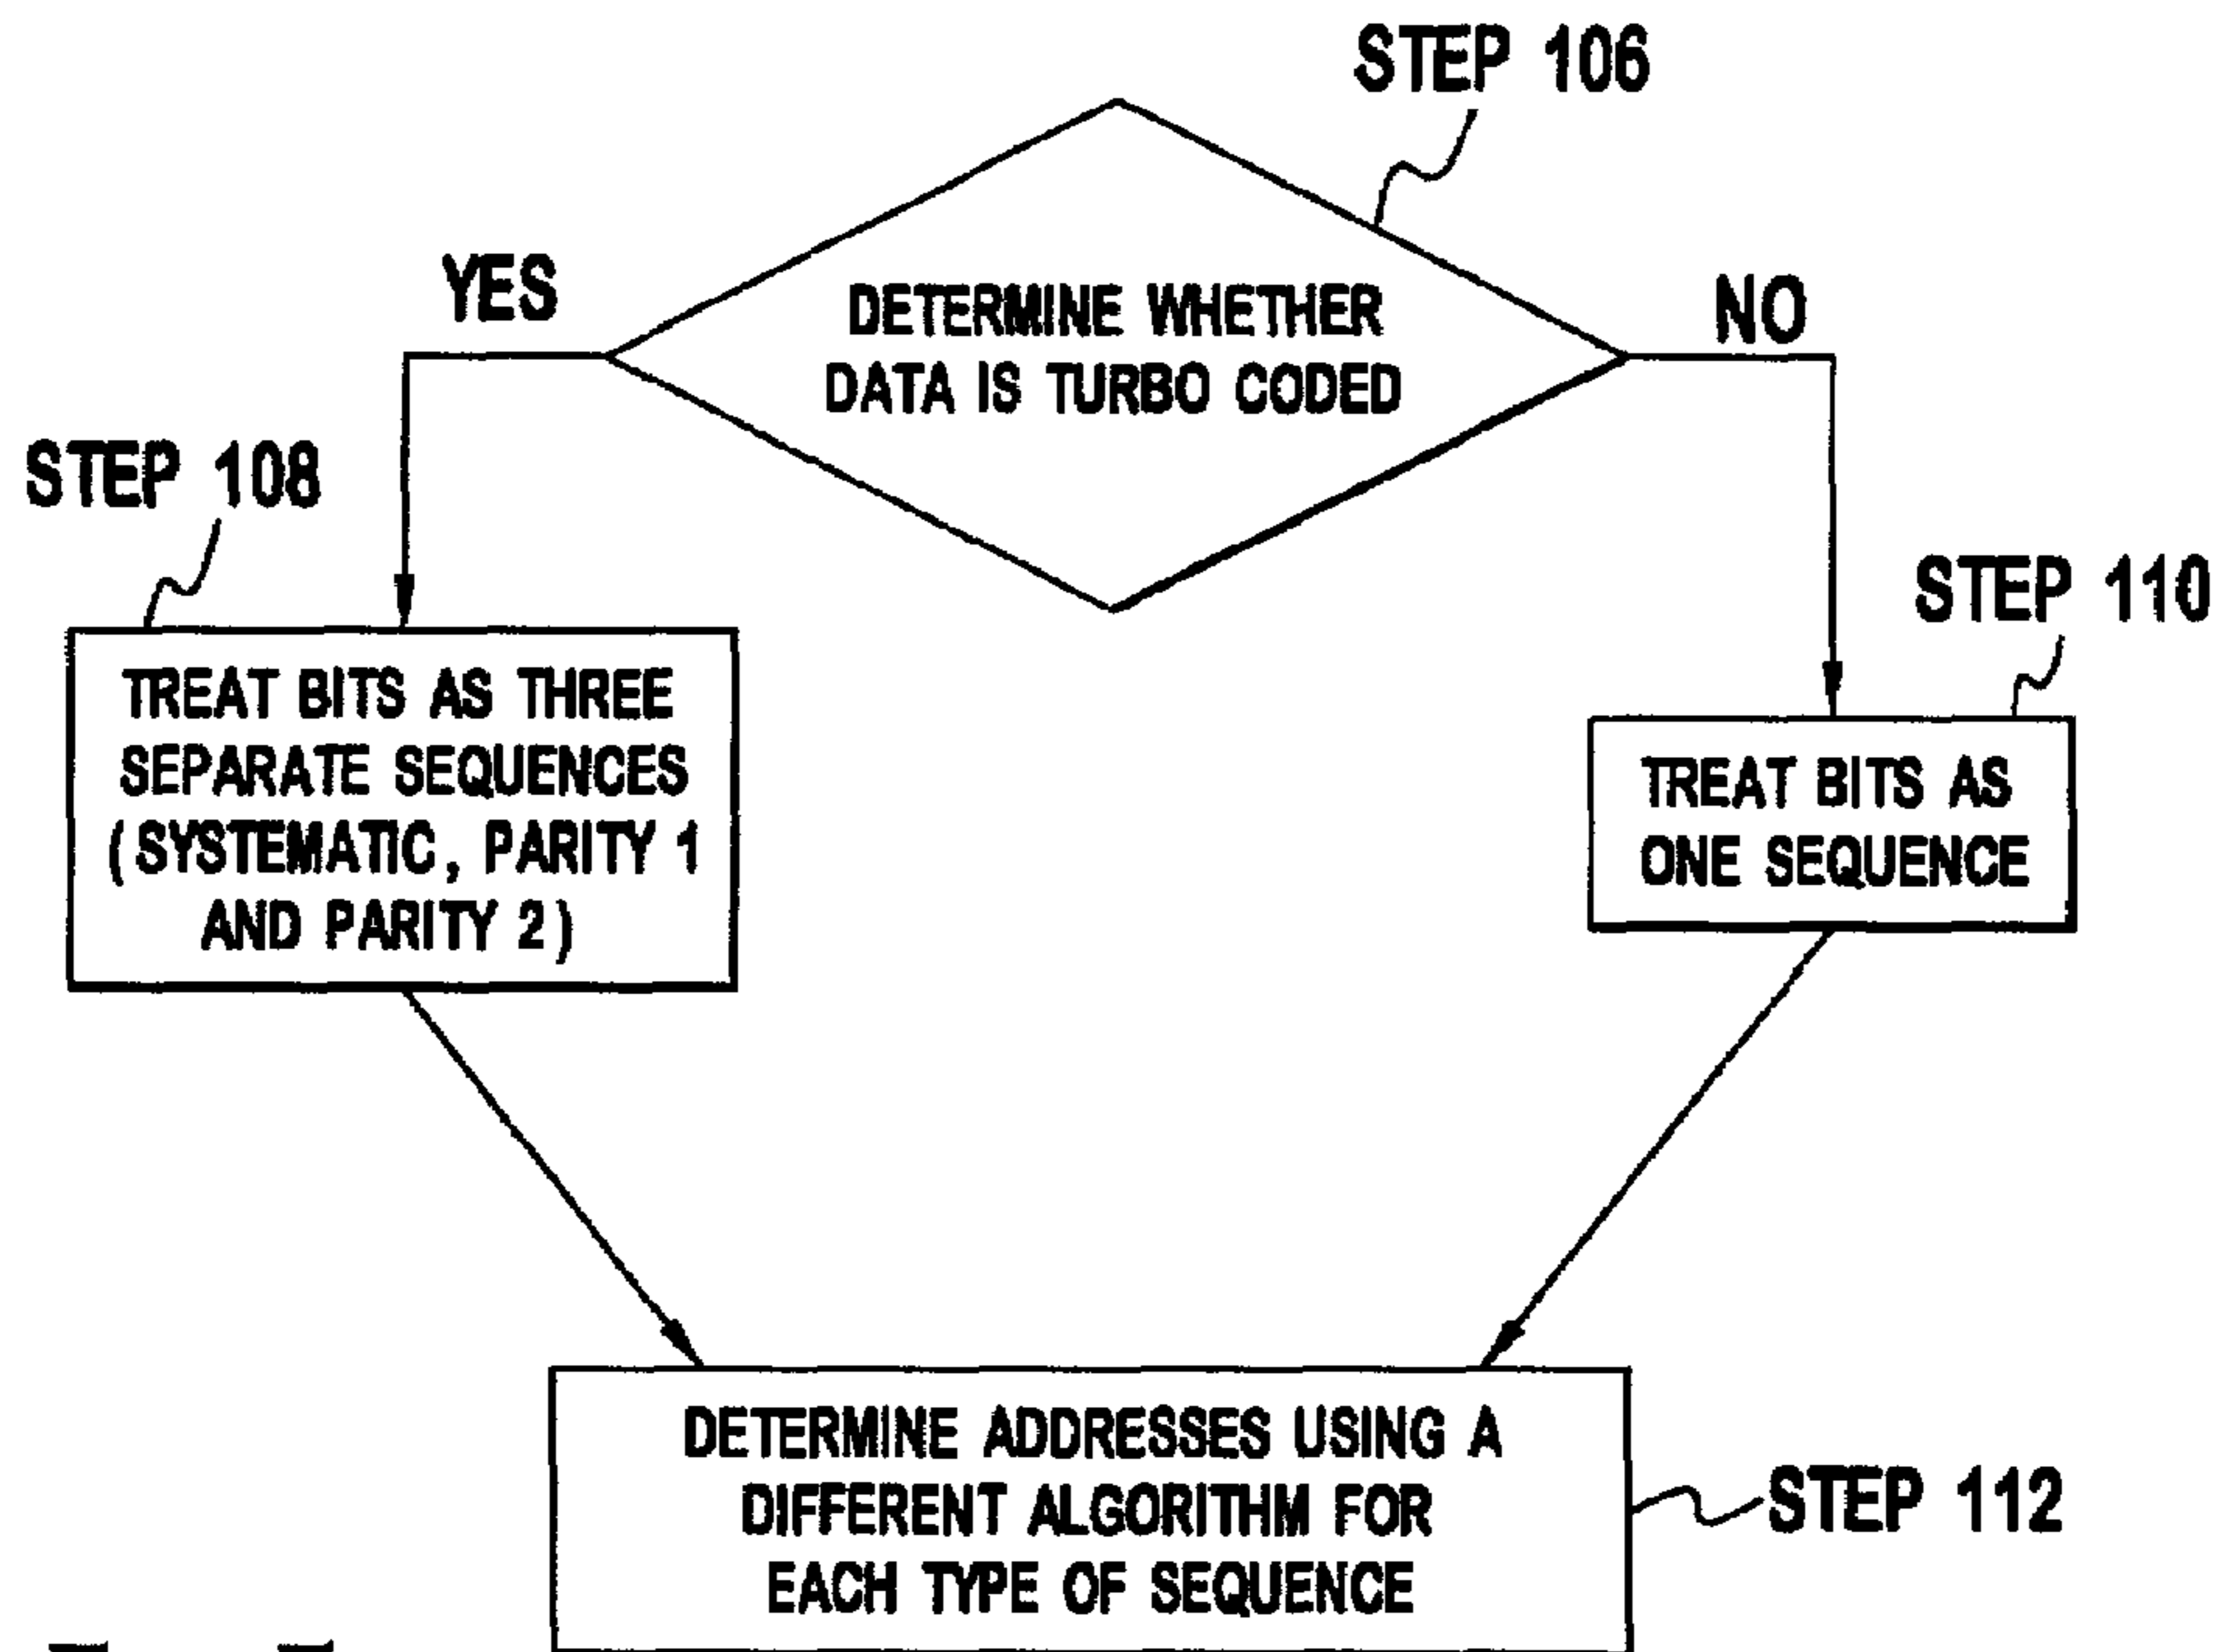 STEP 106
YES
NO
DETERMINE WHETHER
DATA IS TURBO CODED
STEP 108
STEP 110
TREAT BITS AS THREE
SEPARATE SEQUENCES
(SYSTEMATIC, PARITY 1
AND PARITY 2)
TREAT BITS AS
ONE SEQUENCE
DETERMINE ADDRESSES USING A
DIFFERENT ALGORITHM FOR
EACH TYPE OF SEQUENCE
STEP 112